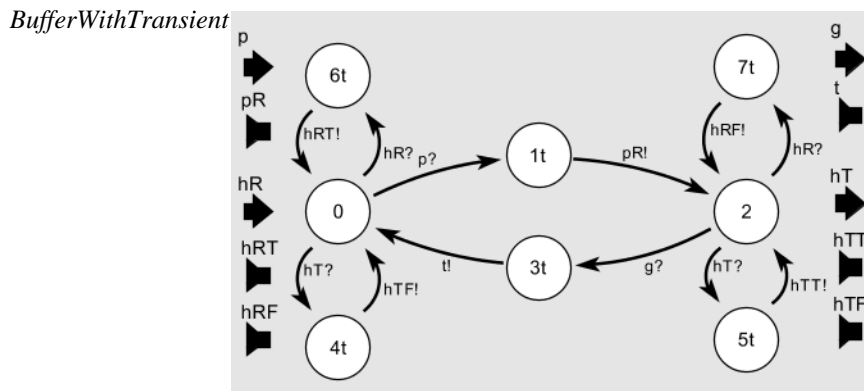 BufferWithTransient
p
g
6t
7t
pR
t
hRT!
hR?
hRF!
hR?
p?
1t
pR!
hR
hT
0
2
hRT
hTT
hT?
hTF!
t!
3t
g?
hT?
hTT!
hRF
hTF
4t
5t